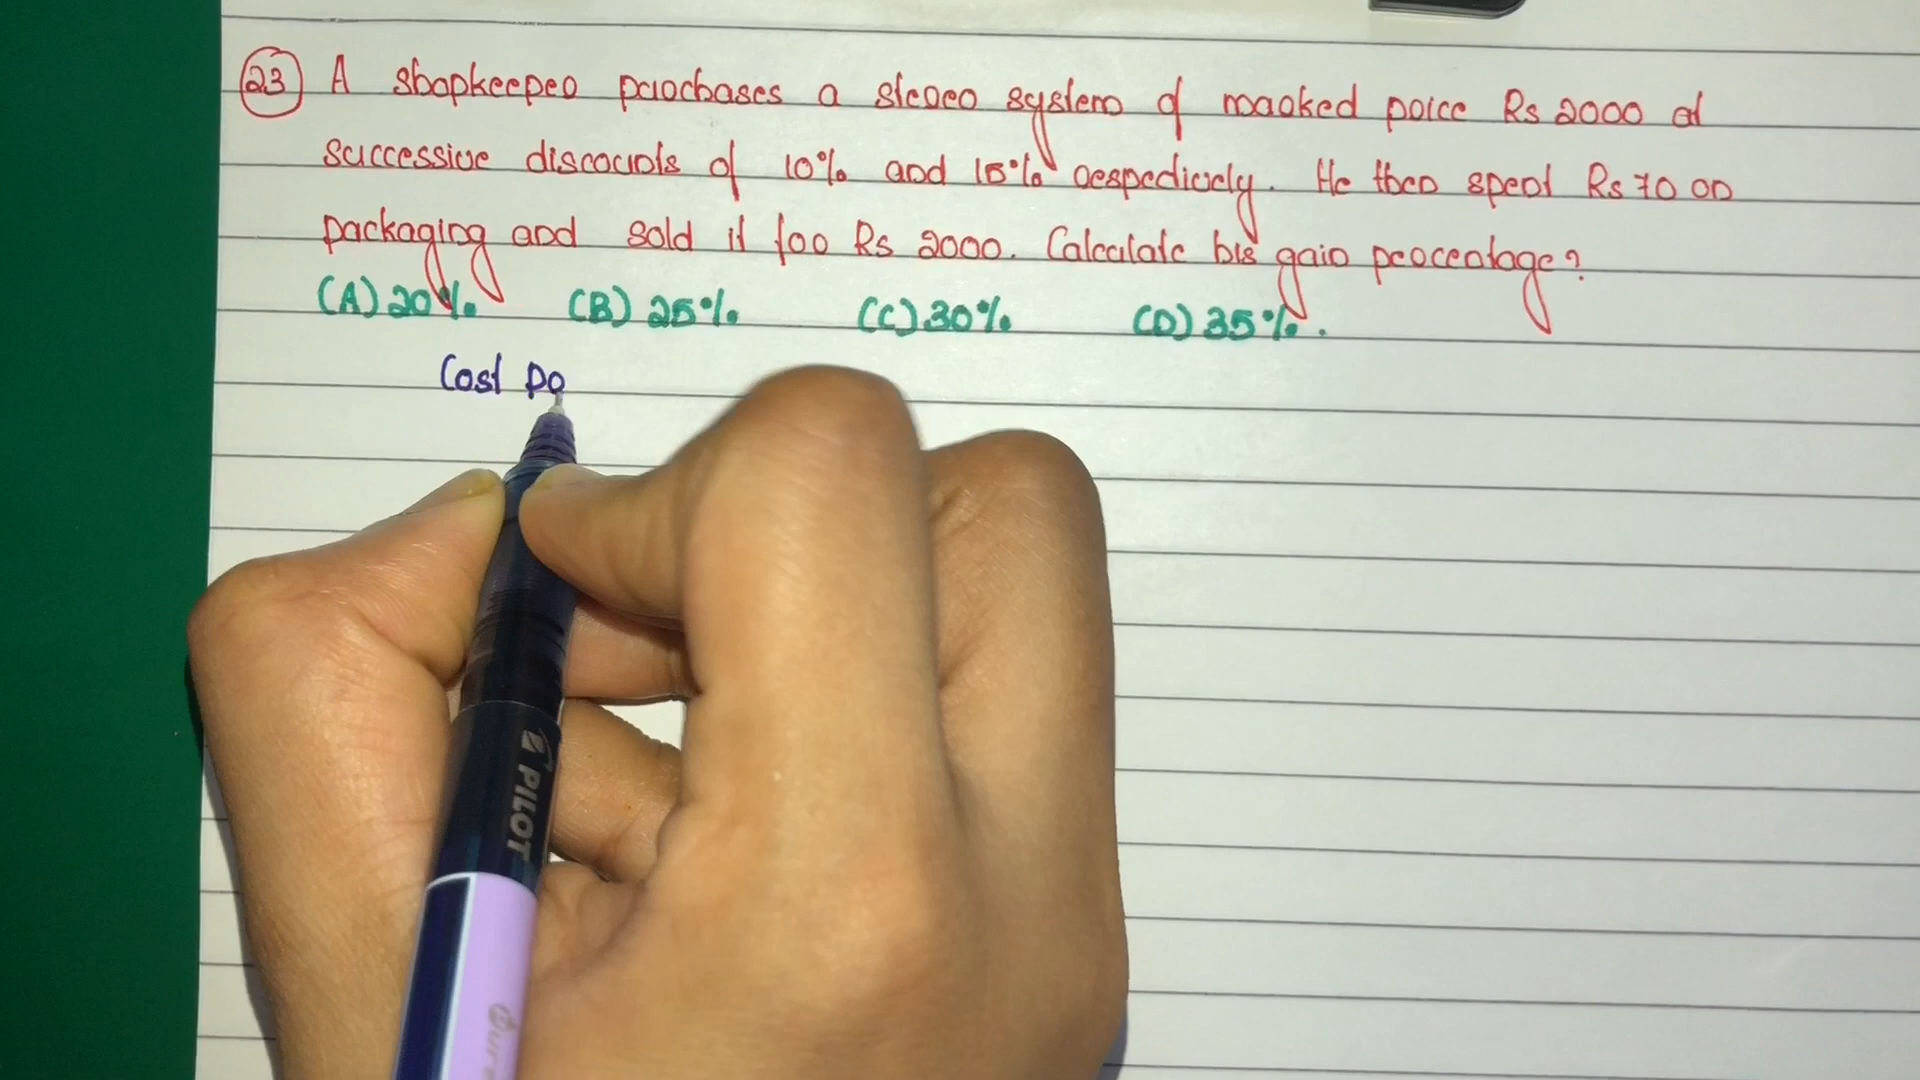 23 A shopkeeper purchases a stereo system of marked price Rs 2000 at
successive discounts of 10% and 15% respectively. He then spent Rs 70 on
packaging and sold it for Rs 2000. Calculate his gain percentage?
(A) 20% (B) 25% (C) 30% (D) 35%.
Cost pr
PILOT